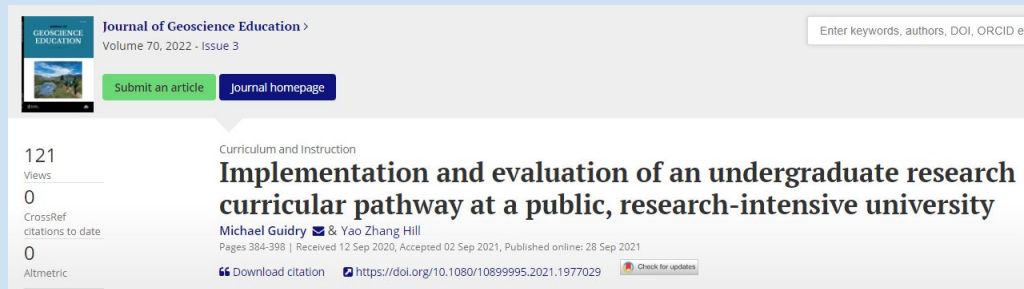 GEOSCIENCE
EDUCATION
Journal of Geoscience Education >
Volume 70, 2022 - Issue 3
Enter keywords, authors, DOI, ORCID e
Submit an article
Journal homepage
121
Views
0
CrossRef
citations to date
0
Altmetric
Curriculum and Instruction
Implementation and evaluation of an undergraduate research
curricular pathway at a public, research-intensive university
Michael Guidry & Yao Zhang Hill
Pages 384-398 | Received 12 Sep 2020, Accepted 02 Sep 2021, Published online: 28 Sep 2021
Download citation https://doi.org/10.1080/10899995.2021.1977029 Check for updates